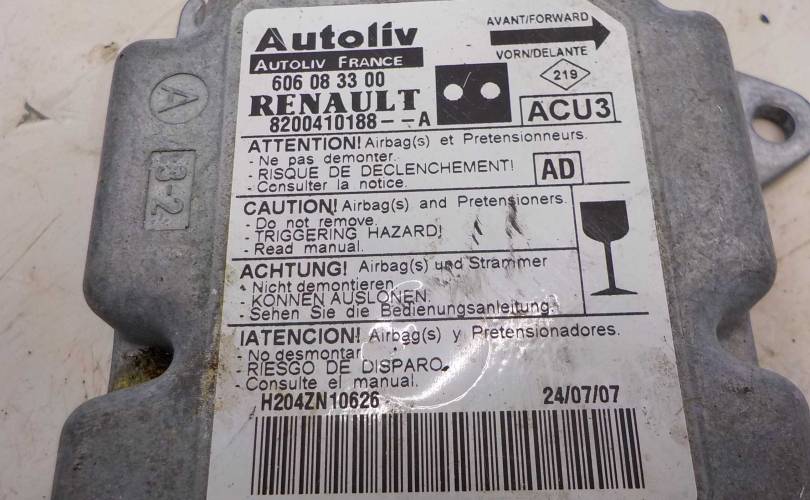 Autoliv
AUTOLIV FRANCE
606 08 33 00
RENAULT
8200410188--A
AVANT/FORWARD
VORN/DELANTE
219
ACU3
ATTENTION! Airbag(s) et Pretensionneurs.
- Ne pas demonter.
- RISQUE DE DECLENCHEMENT!
- Consulter la notice.
AD
CAUTION! Airbag(s) and Pretensioners.
- Do not remove.
- TRIGGERING HAZARD!
- Read manual.
ACHTUNG! Airbag(s) und Strammer
- Nicht demontieren.
- KONNEN AUSLONEN.
- Sehen Sie die Bedienungsanleitung.
IATENCION! Airbag(s) y Pretensionadores.
- No desmontar.
- RIESGO DE DISPARO.
- Consulte el manual.
H204ZN10626
24/07/07
A
B-2